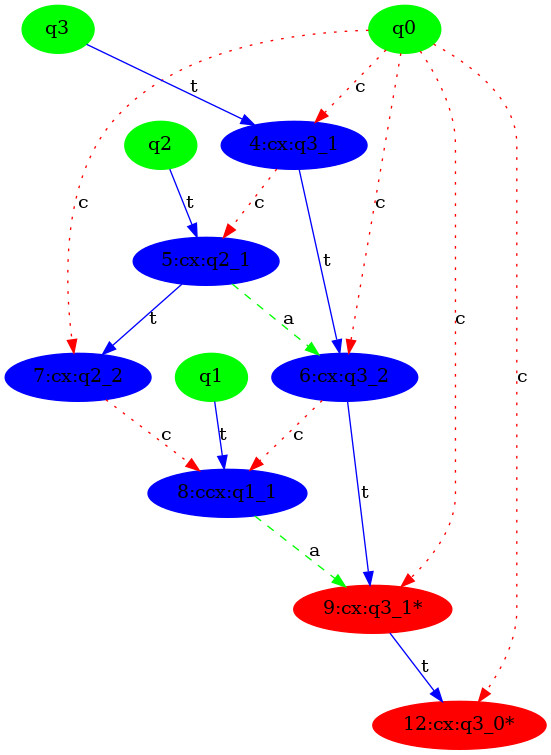 q3
q0
t
c
q2
4:cx:q3_1
c
t
c
c
5:cx:q2_1
t
t
a
c
c
7:cx:q2_2
q1
6:cx:q3_2
c
t
c
8:ccx:q1_1
t
a
9:cx:q3_1*
t
12:cx:q3_0*